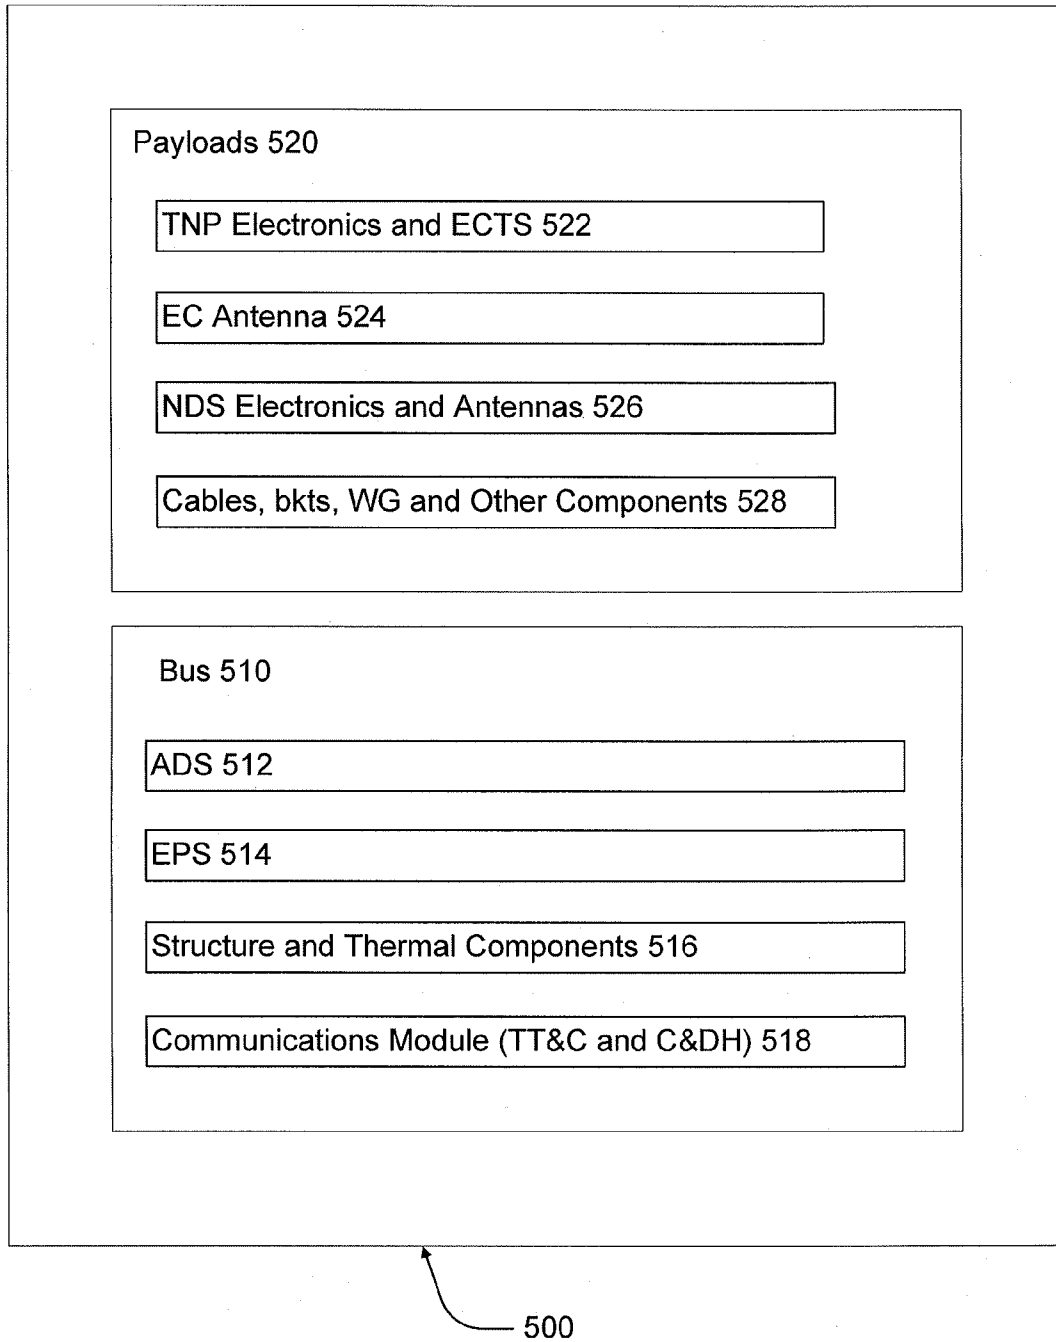 Payloads 520
TNP Electronics and ECTS 522
EC Antenna 524
NDS Electronics and Antennas 526
Cables, bkts, WG and Other Components 528
Bus 510
ADS 512
EPS 514
Structure and Thermal Components 516
Communications Module (TT&C and C&DH) 518
500